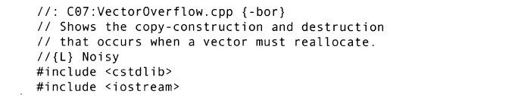 //: C07:VectorOverflow.cpp {-bor}
// Shows the copy-construction and destruction
// that occurs when a vector must reallocate.
//{L} Noisy
#include <cstdlib>
#include <iostream>